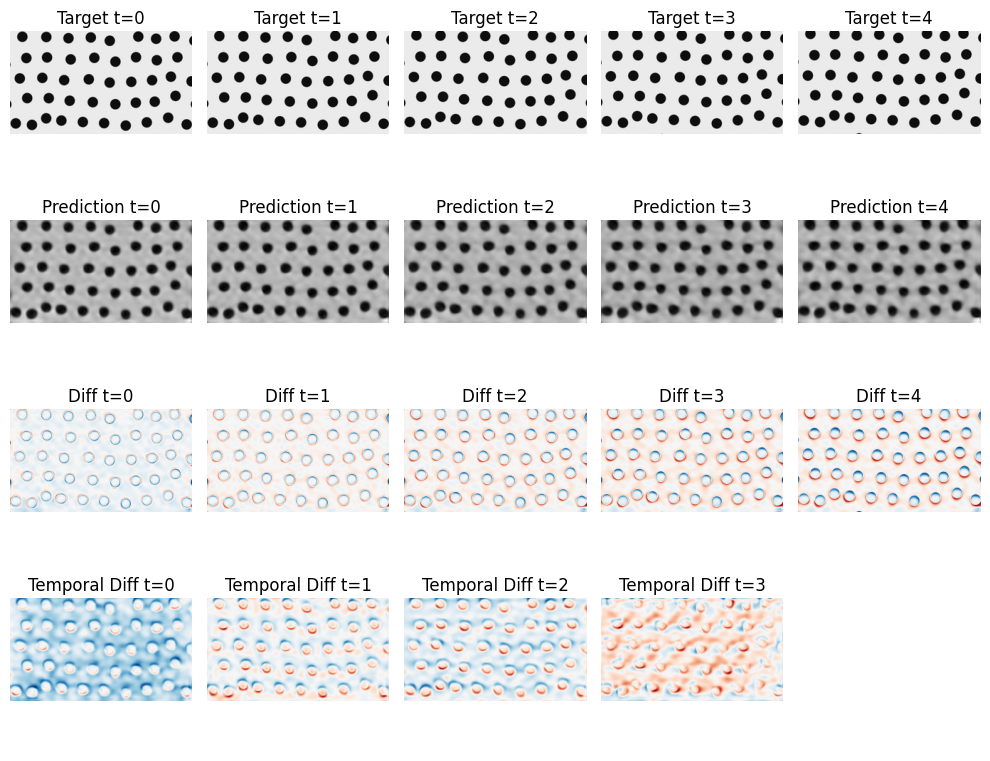 Target t=0 Target t=1 Target t=2 Target t=3 Target t=4
Prediction t=0 Prediction t=1 Prediction t=2 Prediction t=3 Prediction t=4
Diff t=0 Diff t=1 Diff t=2 Diff t=3 Diff t=4
Temporal Diff t=0 Temporal Diff t=1 Temporal Diff t=2 Temporal Diff t=3